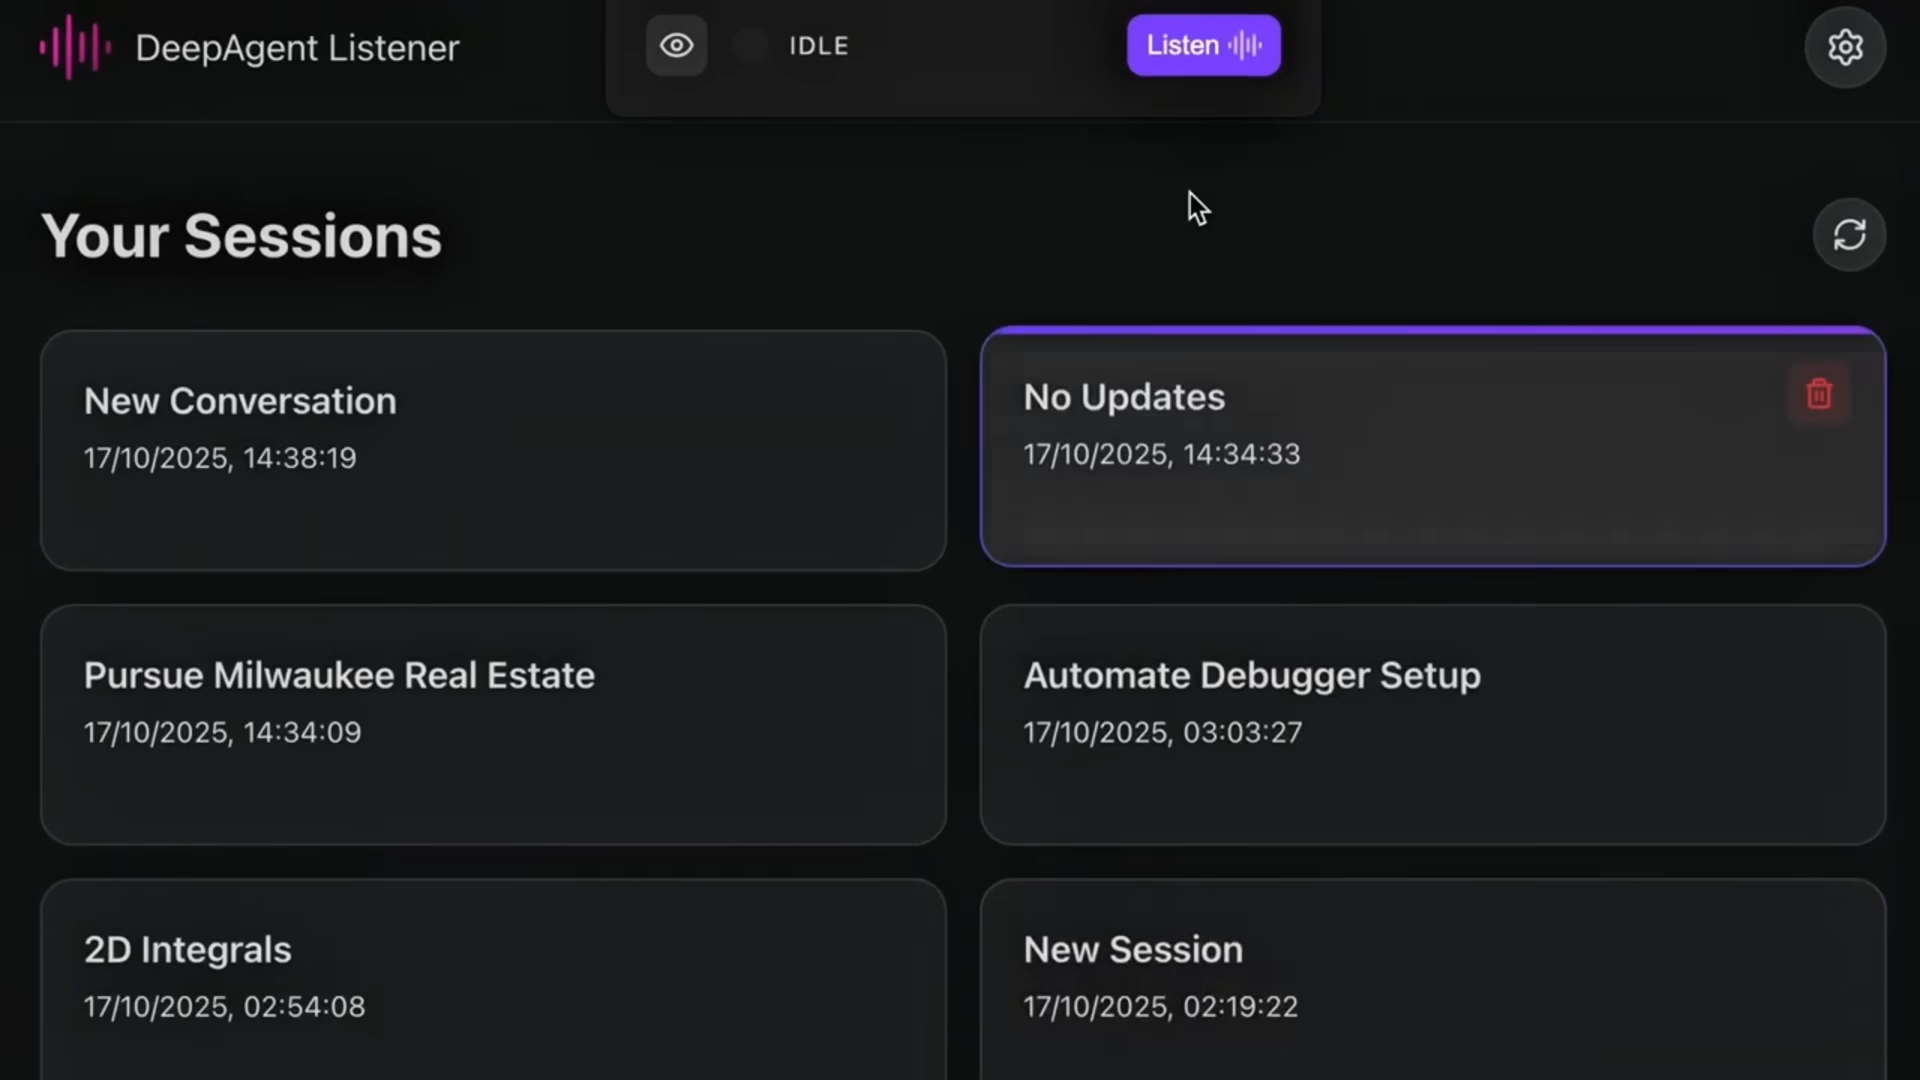 DeepAgent Listener
IDLE
Listen
Your Sessions
New Conversation
17/10/2025, 14:38:19
No Updates
17/10/2025, 14:34:33
Pursue Milwaukee Real Estate
17/10/2025, 14:34:09
Automate Debugger Setup
17/10/2025, 03:03:27
2D Integrals
17/10/2025, 02:54:08
New Session
17/10/2025, 02:19:22